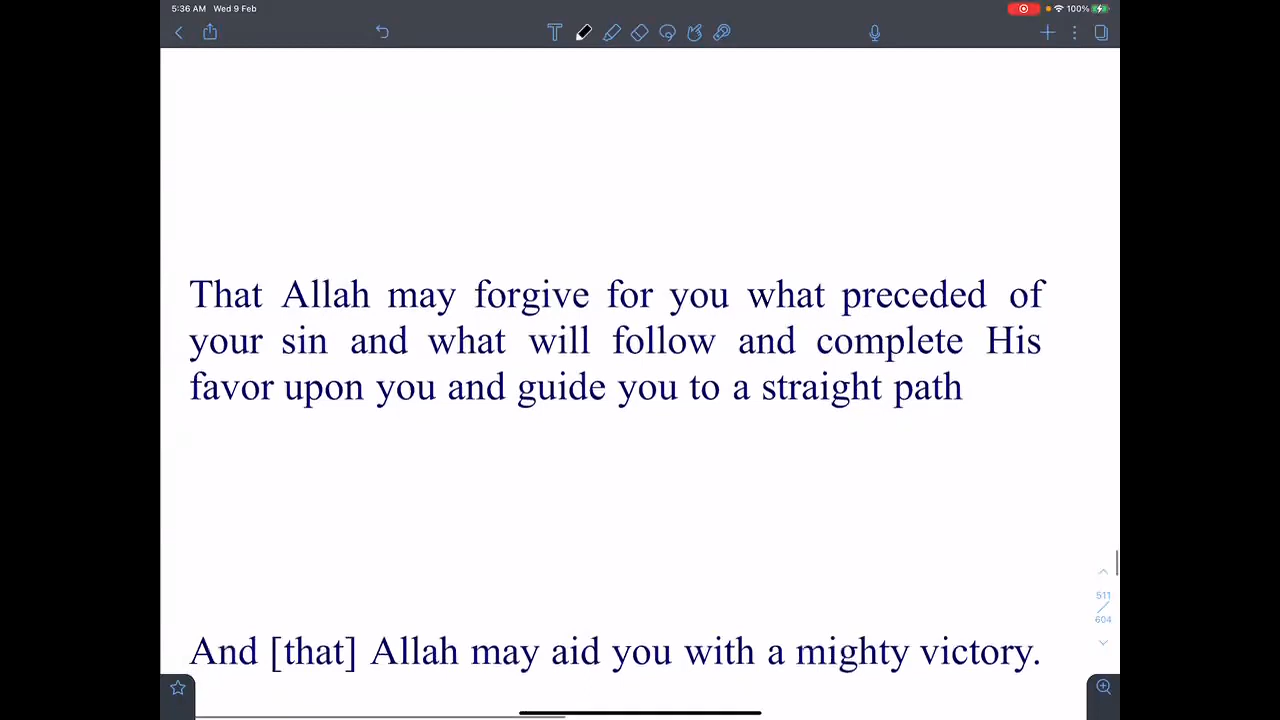 5:36 AM Wed 9 Feb
100%
That Allah may forgive for you what preceded of
your sin and what will follow and complete His
favor upon you and guide you to a straight path
511
604
And [that] Allah may aid you with a mighty victory.